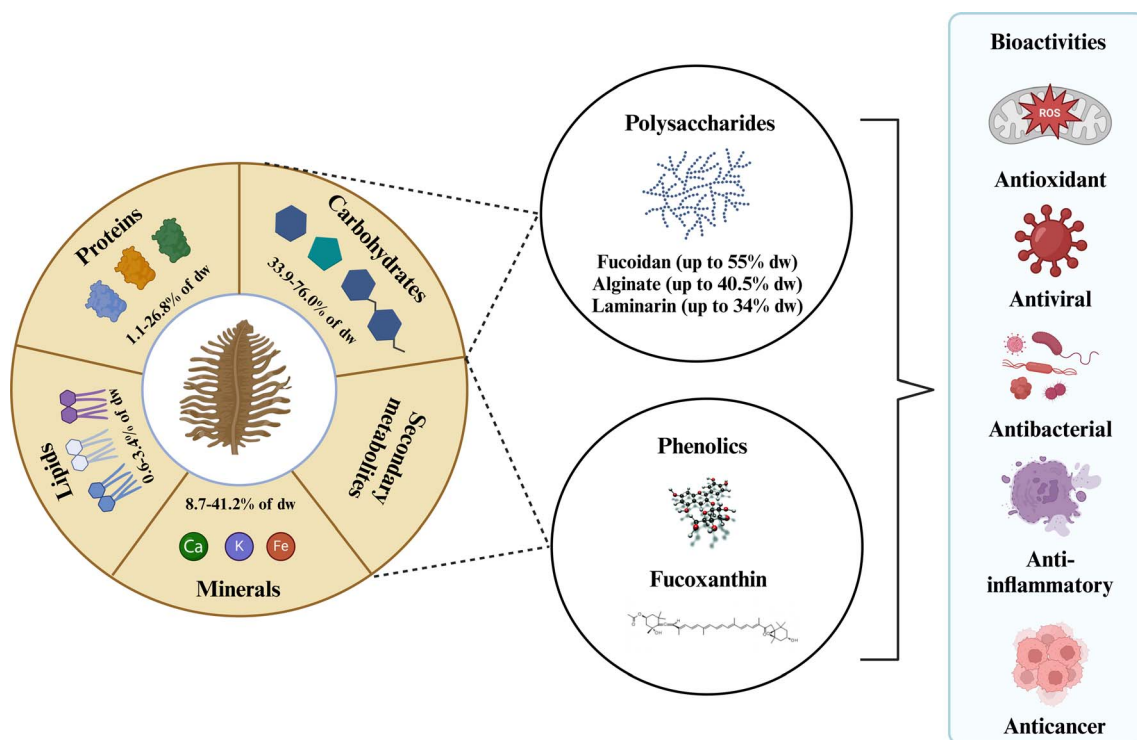 Proteins
1.1-26.8% of dw
Carbohydrates
33.9-76.0% of dw
Lipids
0.6-3.4% of dw
8.7-41.2% of dw
Ca
K
Fe
Minerals
Secondary
metabolites
Polysaccharides
Fucoidan (up to 55% dw)
Alginate (up to 40.5% dw)
Laminarin (up to 34% dw)
Phenolics
Fucoxanthin
Bioactivities
ROS
Antioxidant
Antiviral
Antibacterial
Anti-
inflammatory
Anticancer